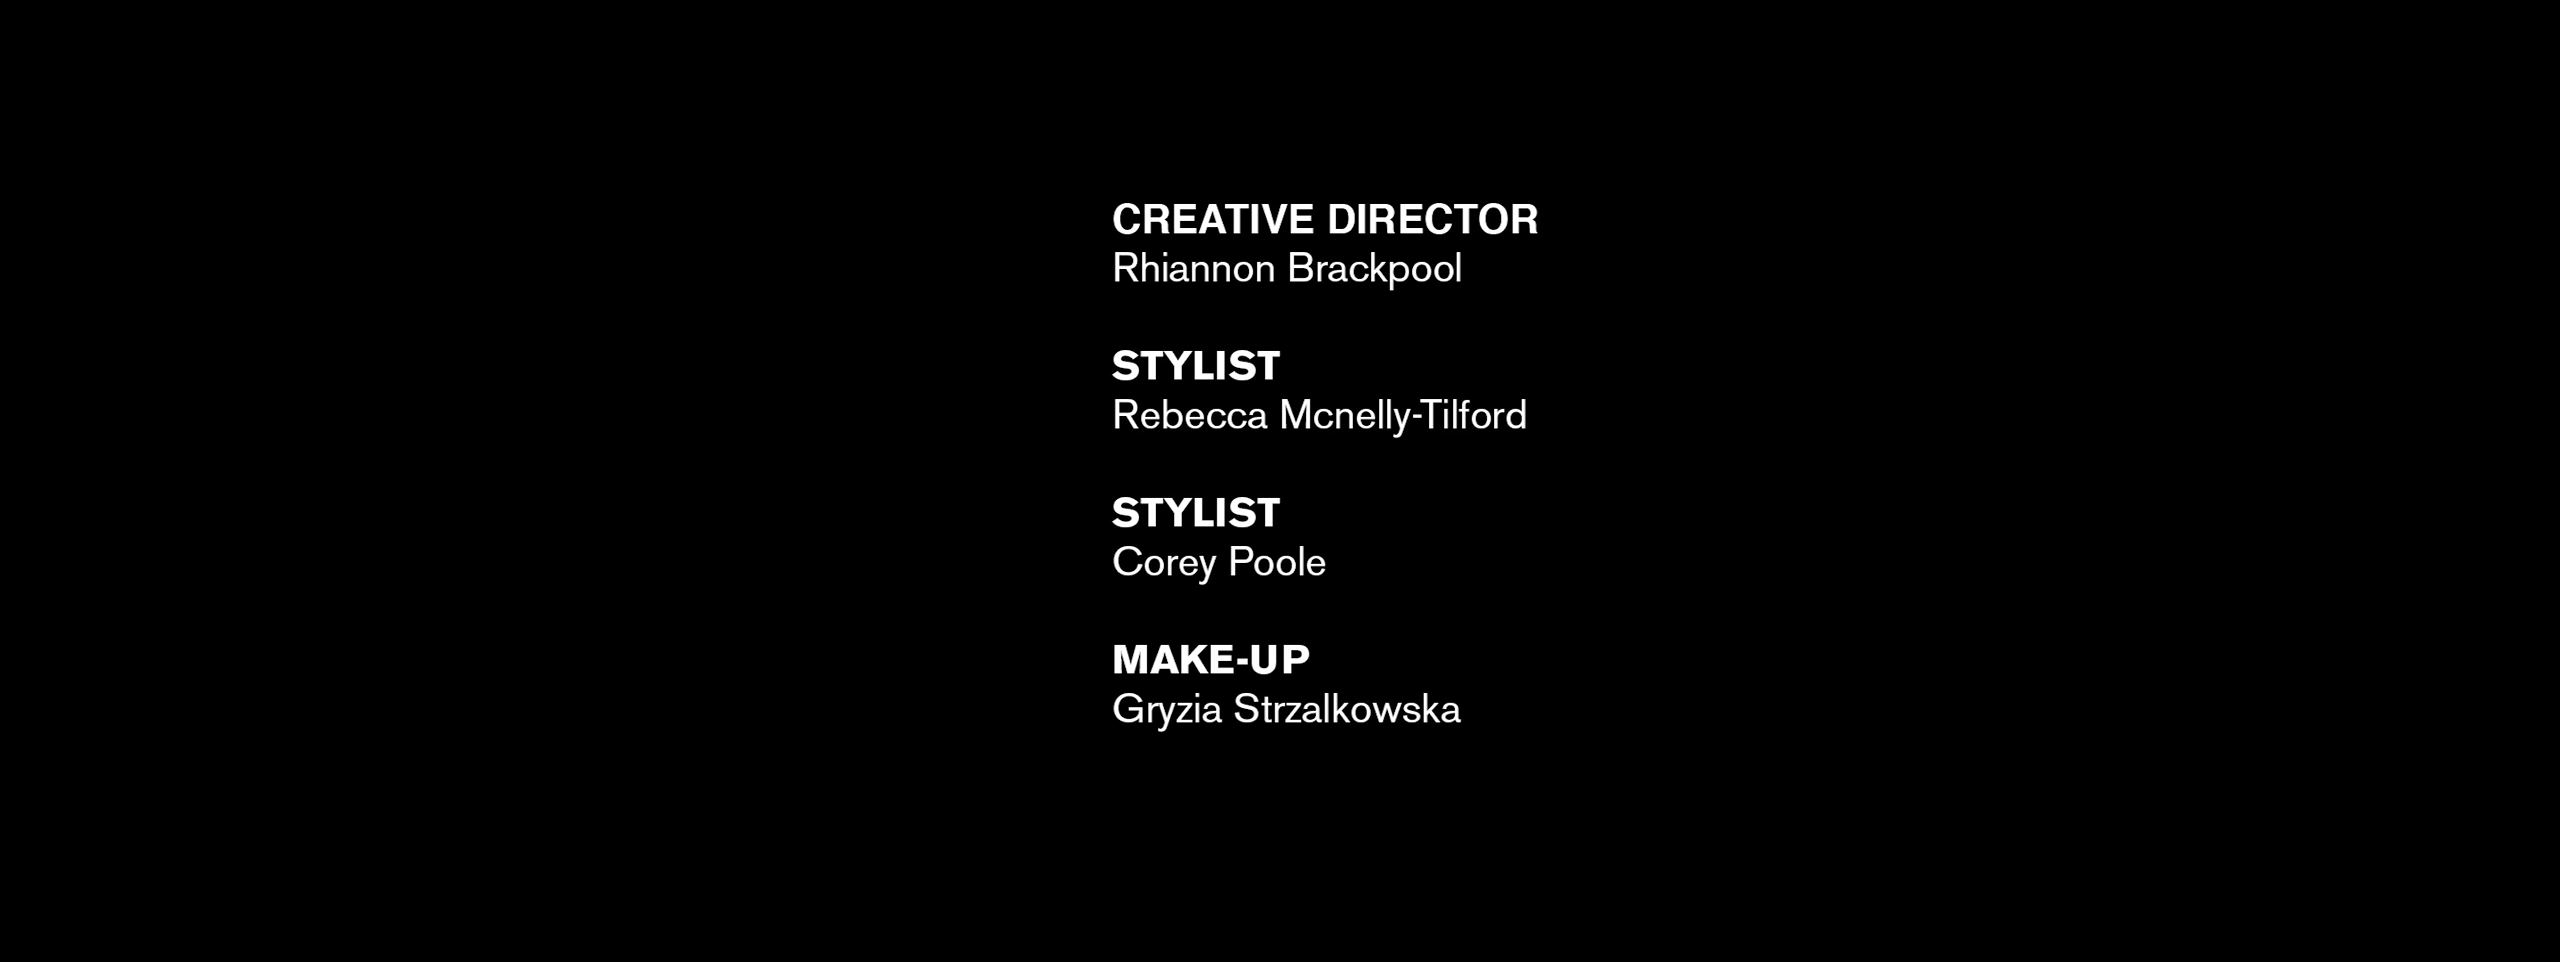 CREATIVE DIRECTOR
Rhiannon Brackpool
STYLIST
Rebecca Mcnelly-Tilford
STYLIST
Corey Poole
MAKE-UP
Gryzia Strzalkowska